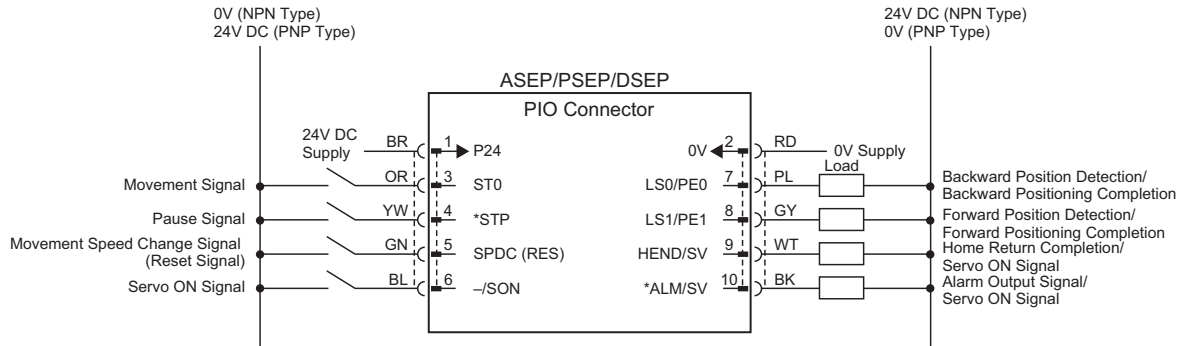 0V (NPN Type)
24V DC (PNP Type)
24V DC (NPN Type)
0V (PNP Type)
ASEP/PSEP/DSEP
PIO Connector
24V DC
Supply
BR
1
P24
0V
2
RD
0V Supply
Load
Movement Signal
OR
3
ST0
LS0/PE0
7
PL
Backward Position Detection/
Backward Positioning Completion
Pause Signal
YW
4
*STP
LS1/PE1
8
GY
Forward Position Detection/
Forward Positioning Completion
Movement Speed Change Signal
(Reset Signal)
GN
5
SPDC (RES)
HEND/SV
9
WT
Home Return Completion/
Servo ON Signal
Servo ON Signal
BL
6
–/SON
*ALM/SV
10
BK
Alarm Output Signal/
Servo ON Signal